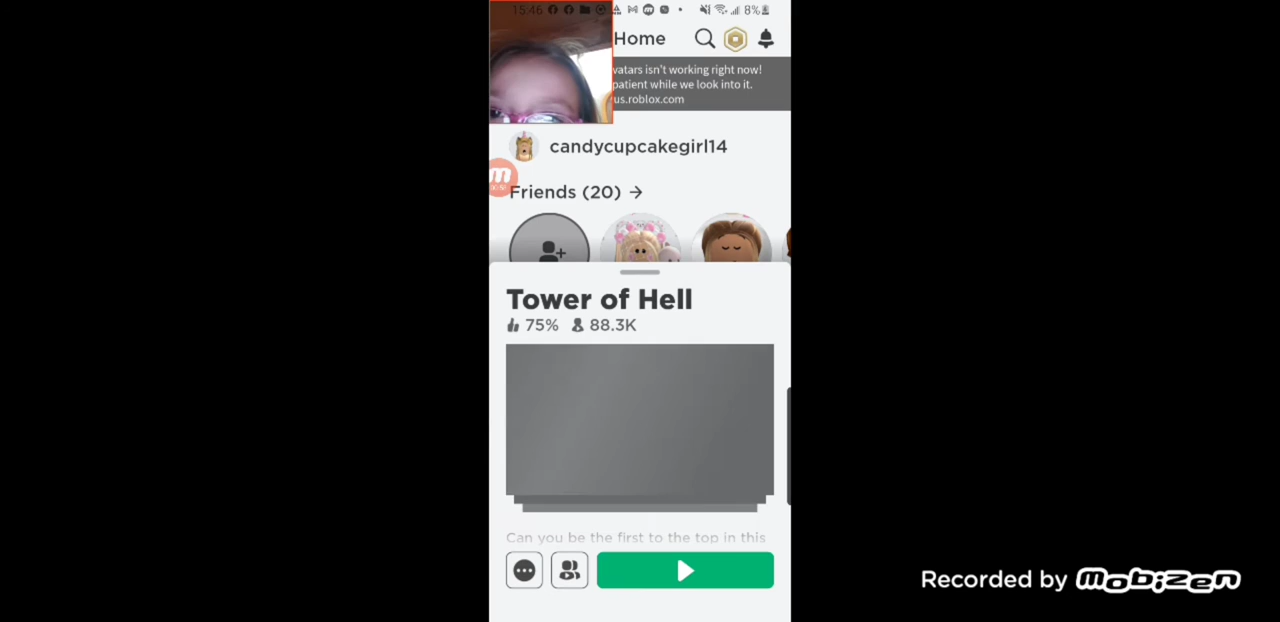 15:46
8%
Home
vatars isn't working right now!
patient while we look into it.
us.roblox.com
candycupcakegirl14
Friends (20) →
Tower of Hell
75% 88.3K
Can you be the first to the top in this
Recorded by mobizen